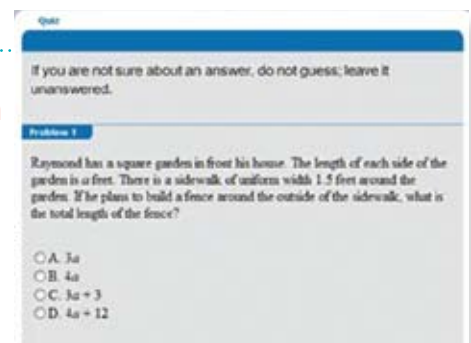 Quiz
If you are not sure about an answer, do not guess; leave it
unanswered.
Problem 1
Raymond has a square garden in front his house. The length of each side of the
garden is a feet. There is a sidewalk of uniform width 1.5 feet around the
garden. If he plans to build a fence around the outside of the sidewalk, what is
the total length of the fence?
A. 3a
B. 4a
C. 3a + 3
D. 4a + 12